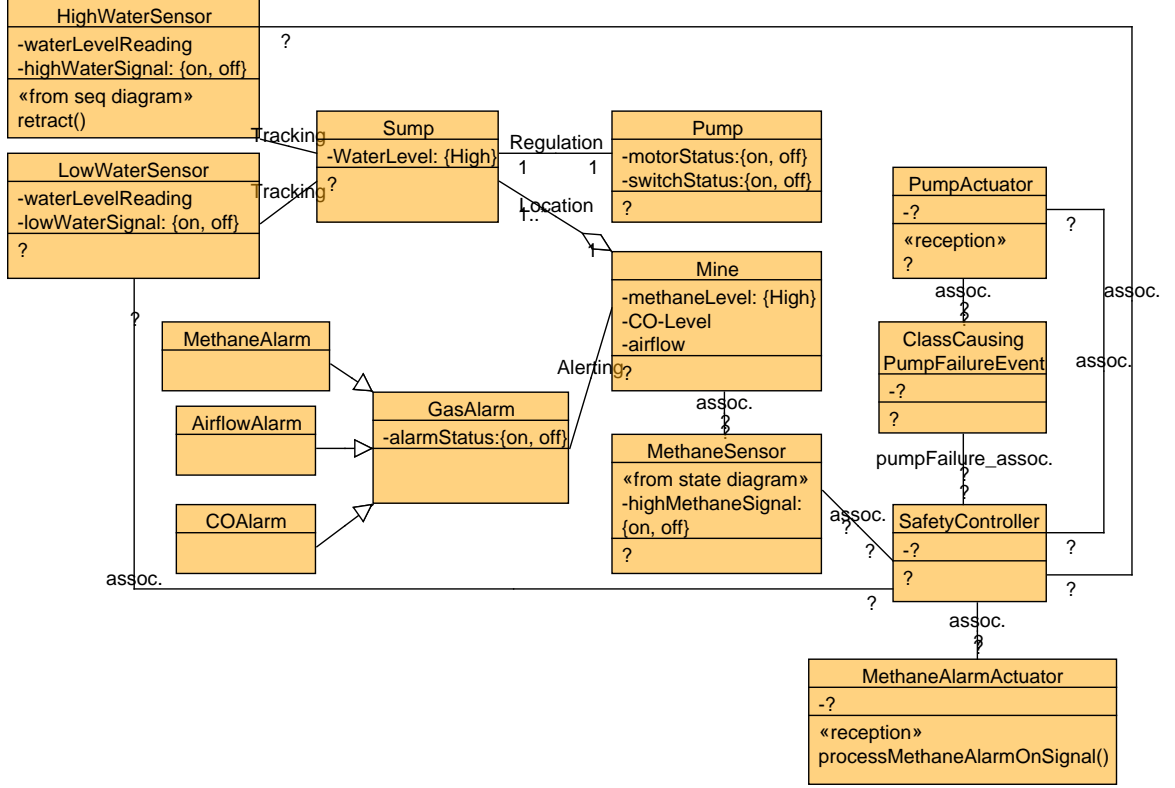 HighWaterSensor
-waterLevelReading
-highWaterSignal: {on, off}
«from seq diagram»
retract()
?
Tracking
Sump
-WaterLevel: {High}
?
Regulation
1
1
Pump
-motorStatus:{on, off}
-switchStatus:{on, off}
?
LowWaterSensor
-waterLevelReading
-lowWaterSignal: {on, off}
?
Tracking
Location
1..
1
PumpActuator
-?
«reception»
?
?
assoc.
?
?
assoc.
assoc.
Mine
-methaneLevel: {High}
-CO-Level
-airflow
?
?
MethaneAlarm
Alerting
ClassCausing
PumpFailureEvent
-?
?
AirflowAlarm
GasAlarm
-alarmStatus:{on, off}
assoc.
?
?
MethaneSensor
«from state diagram»
-highMethaneSignal:
{on, off}
?
pumpFailure_assoc.
?
?
COAlarm
assoc.
?
?
SafetyController
-?
?
?
?
assoc.
?
assoc.
?
?
MethaneAlarmActuator
-?
«reception»
processMethaneAlarmOnSignal()